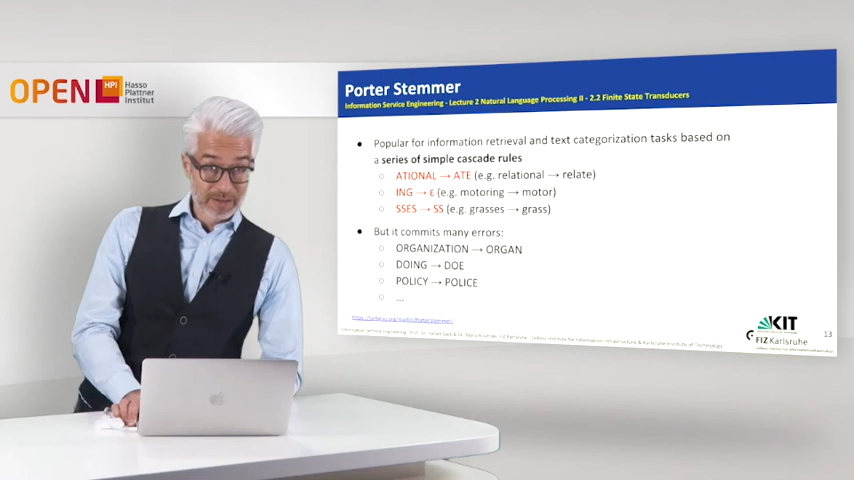 OPEN HPI Hasso
Plattner
Institut
Porter Stemmer
Information Service Engineering - Lecture 2 Natural Language Processing II - 2.2 Finite State Transducers
● Popular for information retrieval and text categorization tasks based on
a series of simple cascade rules
○ ATIONAL → ATE (e.g. relational → relate)
○ ING → ε (e.g. motoring → motor)
○ SSES → SS (e.g. grasses → grass)
● But it commits many errors:
○ ORGANIZATION → ORGAN
○ DOING → DOE
○ POLICY → POLICE
○ ...
KIT
FIZ Karlsruhe
13